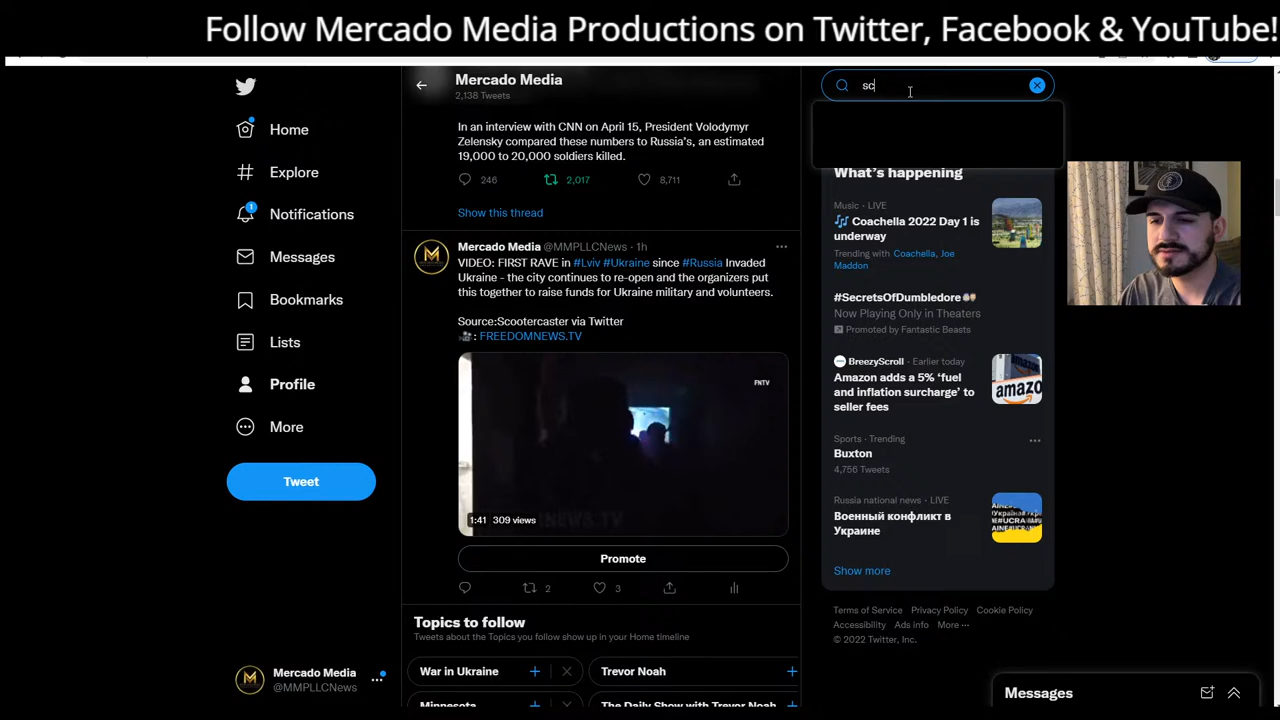 Follow Mercado Media Productions on Twitter, Facebook & YouTube!
Home
Explore
1
Notifications
Messages
Bookmarks
Lists
Profile
More
Tweet
Mercado Media
@MMPLLCNews
Mercado Media
2,138 Tweets
In an interview with CNN on April 15, President Volodymyr
Zelensky compared these numbers to Russia's, an estimated
19,000 to 20,000 soldiers killed.
246 2,017 8,711
Show this thread
Mercado Media @MMPLLCNews · 1h
VIDEO: FIRST RAVE in #Lviv #Ukraine since #Russia Invaded
Ukraine - the city continues to re-open and the organizers put
this together to raise funds for Ukraine military and volunteers.
Source:Scootercaster via Twitter
: FREEDOMNEWS.TV
FNTV
1:41 309 views
Promote
2 3
Topics to follow
Tweets about the Topics you follow show up in your Home timeline
War in Ukraine
Trevor Noah
Minnesota
The Daily Show with Trevor Noah
sc
What's happening
Music · LIVE
Coachella 2022 Day 1 is
underway
Trending with Coachella, Joe
Maddon
#SecretsOfDumbledore
Now Playing Only in Theaters
Promoted by Fantastic Beasts
BreezyScroll · Earlier today
Amazon adds a 5% 'fuel
and inflation surcharge' to
seller fees
amazon
Sports · Trending
Buxton
4,756 Tweets
Russia national news · LIVE
Военный конфликт в
Украине
Show more
Terms of Service Privacy Policy Cookie Policy
Accessibility Ads info More ···
© 2022 Twitter, Inc.
Messages